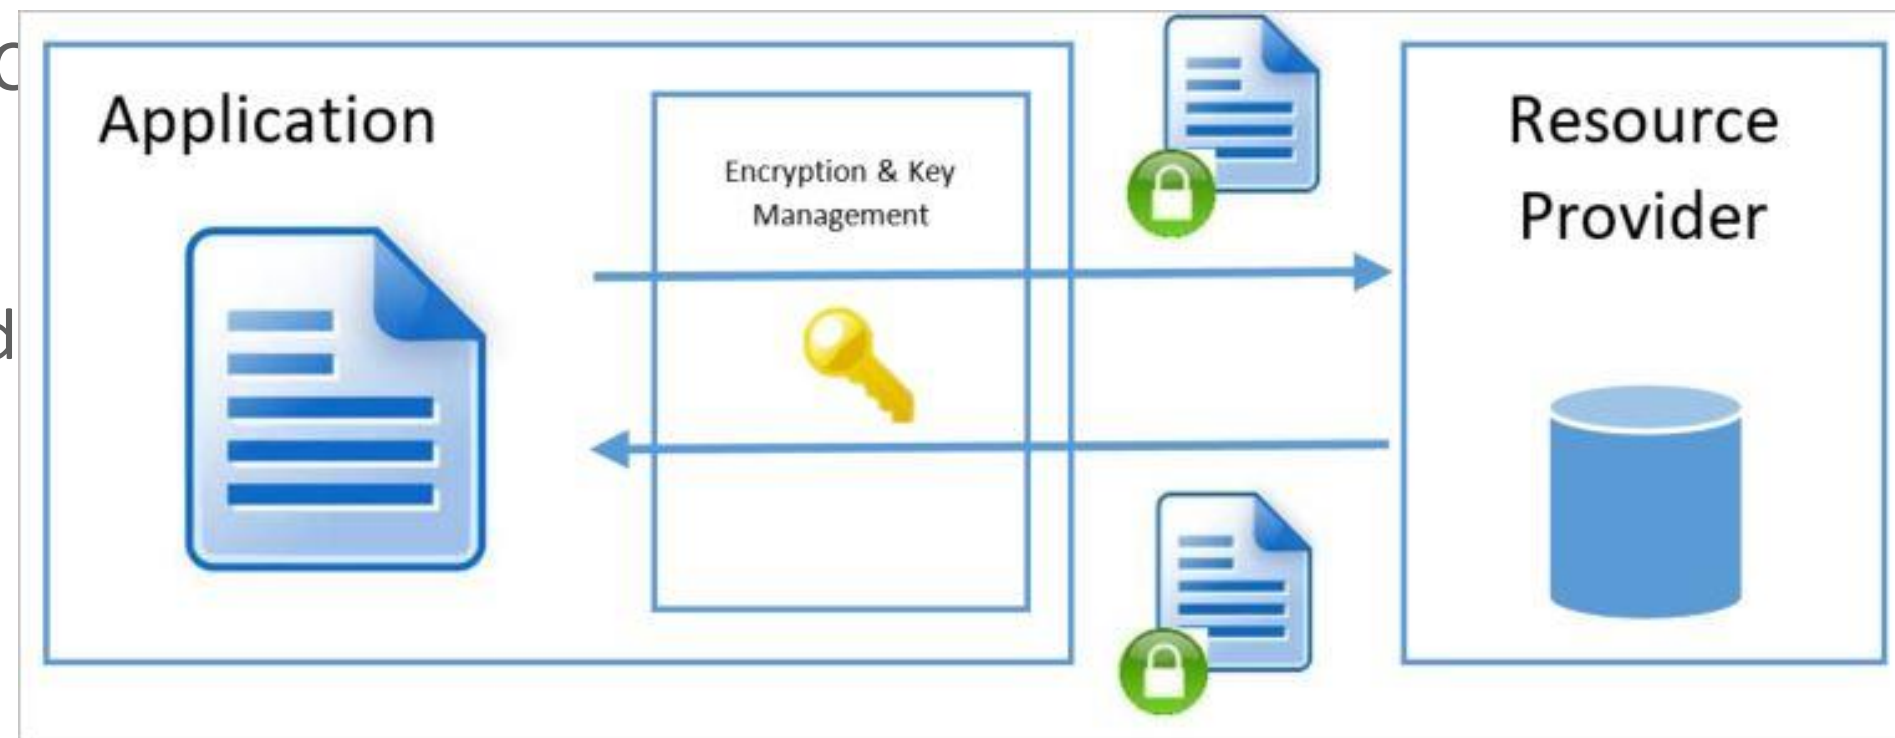 Application
Encryption & Key
Management
Resource
Provider